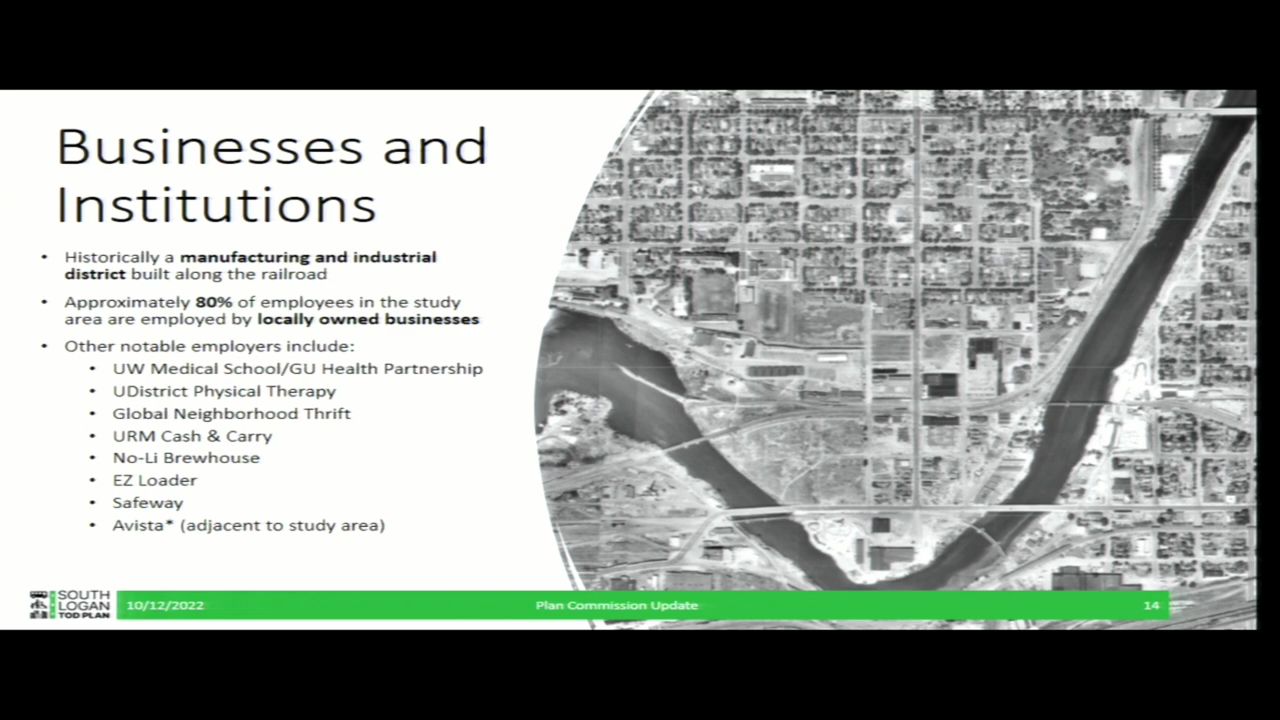 Businesses and
Institutions
• Historically a manufacturing and industrial
district built along the railroad
• Approximately 80% of employees in the study
area are employed by locally owned businesses
• Other notable employers include:
• UW Medical School/GU Health Partnership
• UDistrict Physical Therapy
• Global Neighborhood Thrift
• URM Cash & Carry
• No-Li Brewhouse
• EZ Loader
• Safeway
• Avista* (adjacent to study area)
SOUTH
LOGAN
TOD PLAN
10/12/2022
Plan Commission Update
14